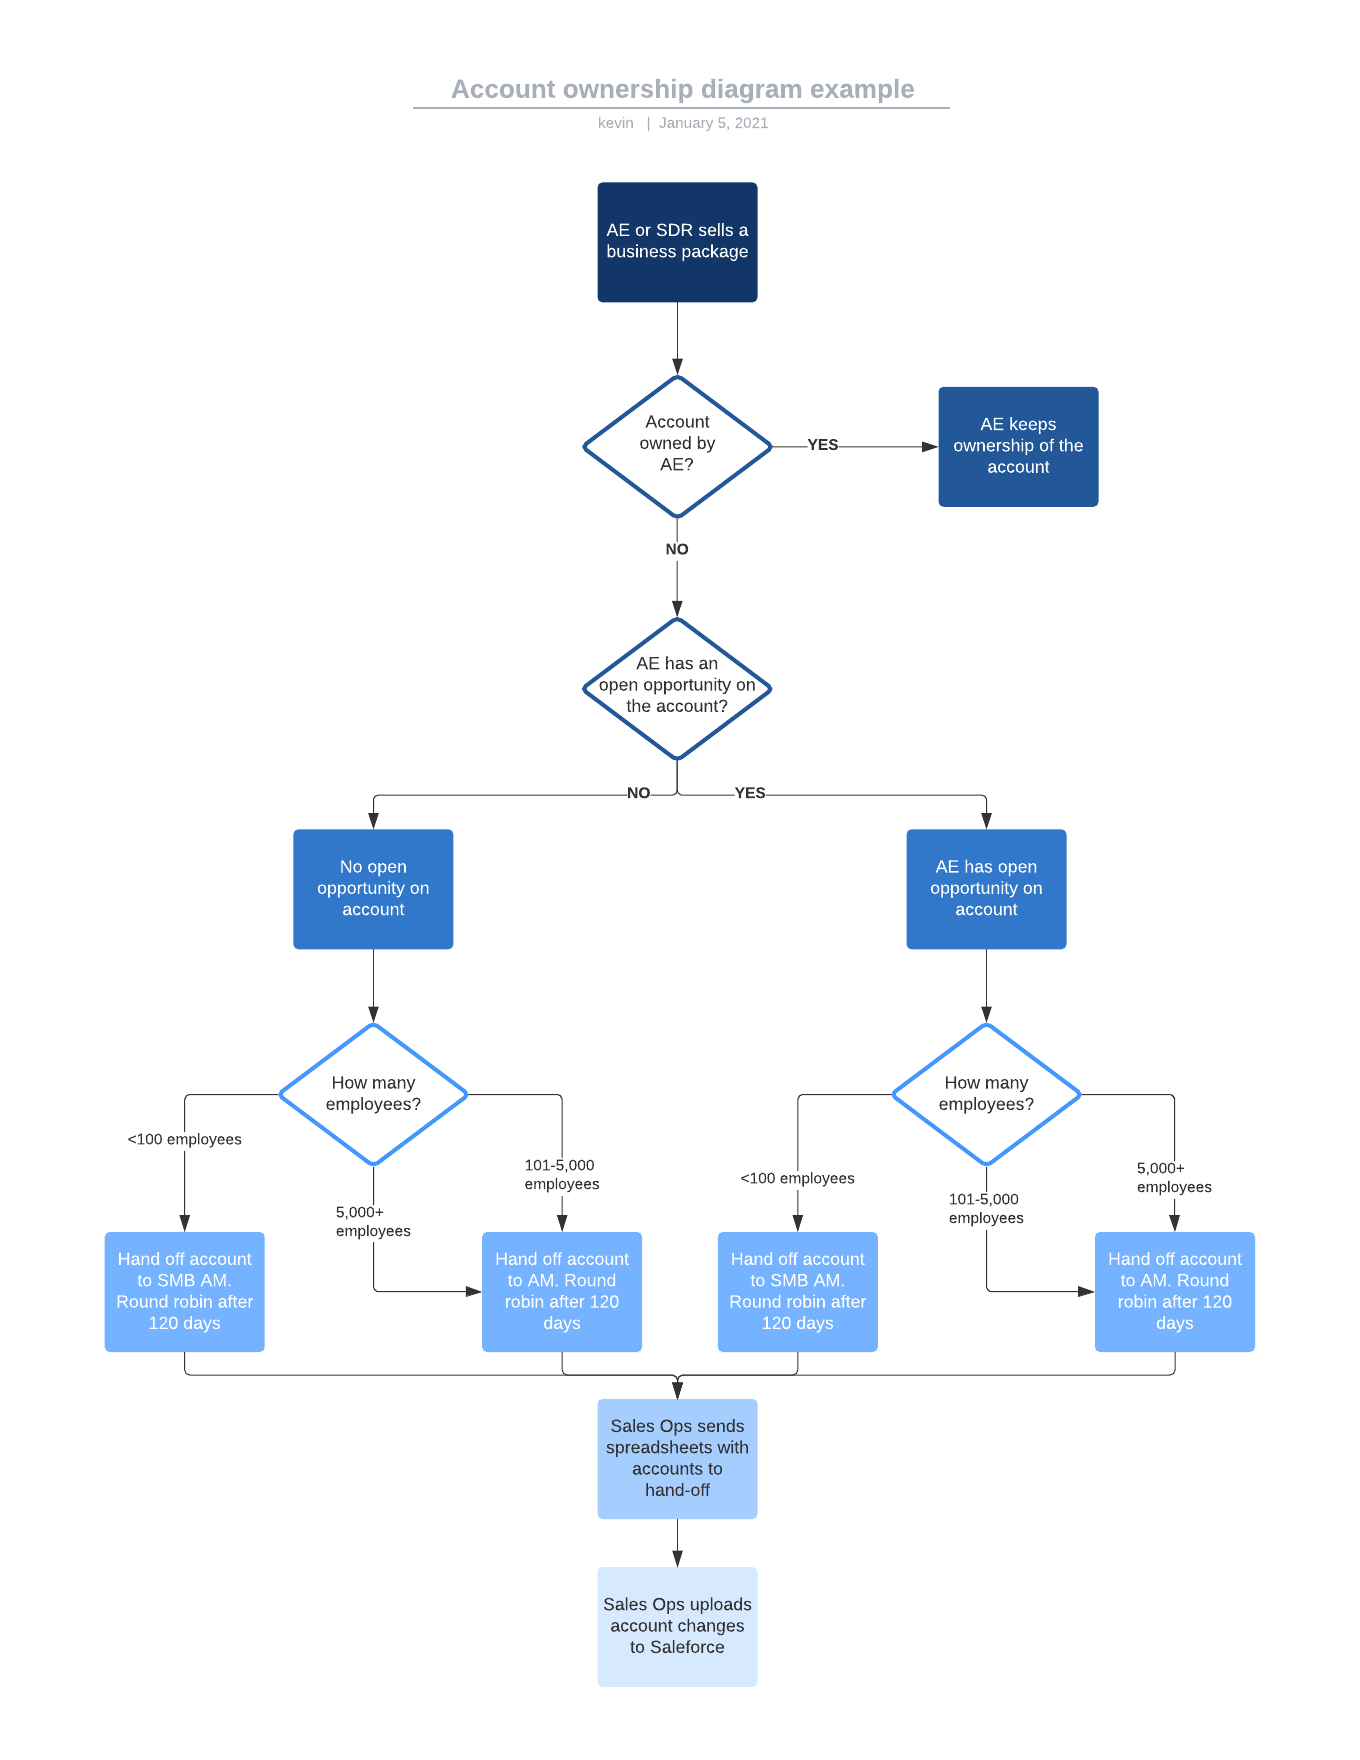 Account ownership diagram example
kevin | January 5, 2021
AE or SDR sells a
business package
Account
owned by
AE?
YES
AE keeps
ownership of the
account
NO
AE has an
open opportunity on
the account?
NO
YES
No open
opportunity on
account
AE has open
opportunity on
account
How many
employees?
How many
employees?
<100 employees
5,000+
employees
101-5,000
employees
<100 employees
101-5,000
employees
5,000+
employees
Hand off account
to SMB AM.
Round robin after
120 days
Hand off account
to AM. Round
robin after 120
days
Hand off account
to SMB AM.
Round robin after
120 days
Hand off account
to AM. Round
robin after 120
days
Sales Ops sends
spreadsheets with
accounts to
hand-off
Sales Ops uploads
account changes
to Saleforce